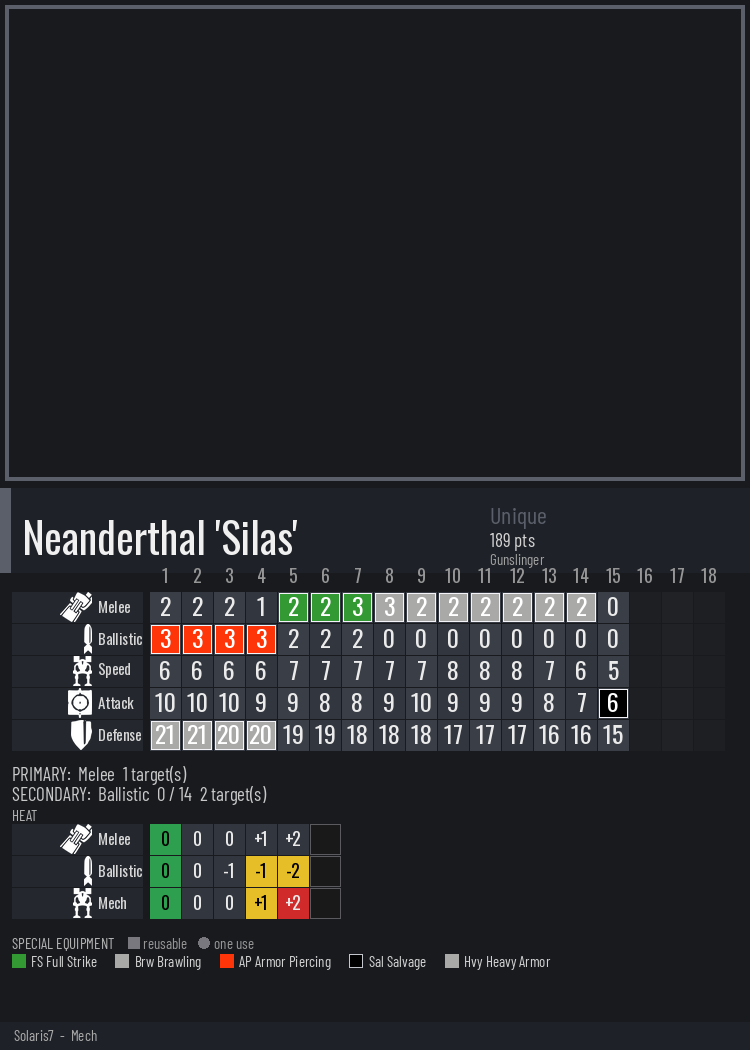 Neanderthal 'Silas'
Unique
189 pts
Gunslinger
1 2 3 4 5 6 7 8 9 10 11 12 13 14 15 16 17 18
Melee 2 2 2 1 2 2 3 3 2 2 2 2 2 2 0
Ballistic 3 3 3 3 2 2 2 0 0 0 0 0 0 0 0
Speed 6 6 6 6 7 7 7 7 7 8 8 8 7 6 5
Attack 10 10 10 9 9 8 8 9 10 9 9 9 8 7 6
Defense 21 21 20 20 19 19 18 18 18 17 17 17 16 16 15
PRIMARY: Melee 1 target(s)
SECONDARY: Ballistic 0 / 14 2 target(s)
HEAT
Melee 0 0 0 +1 +2
Ballistic 0 0 -1 -1 -2
Mech 0 0 0 +1 +2
SPECIAL EQUIPMENT reusable one use
FS Full Strike Brw Brawling AP Armor Piercing Sal Salvage Hvy Heavy Armor
Solaris7 - Mech